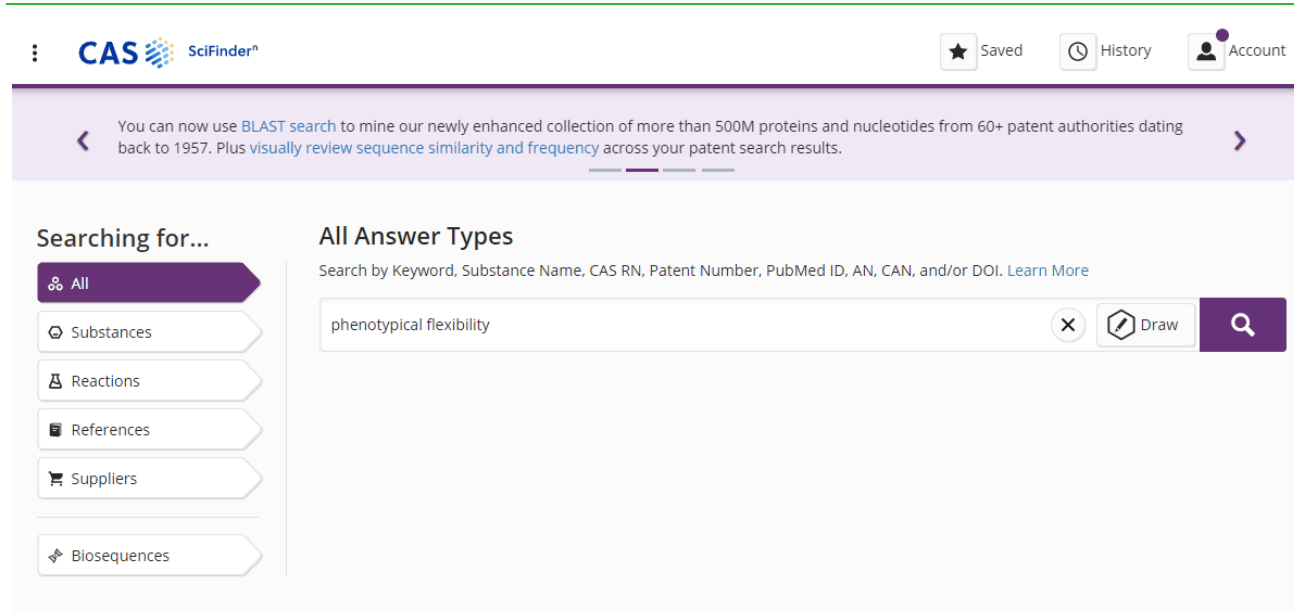 CAS SciFinderⁿ
Saved
History
Account
You can now use BLAST search to mine our newly enhanced collection of more than 500M proteins and nucleotides from 60+ patent authorities dating
back to 1957. Plus visually review sequence similarity and frequency across your patent search results.
Searching for...
All
Substances
Reactions
References
Suppliers
Biosequences
All Answer Types
Search by Keyword, Substance Name, CAS RN, Patent Number, PubMed ID, AN, CAN, and/or DOI. Learn More
phenotypical flexibility
Draw